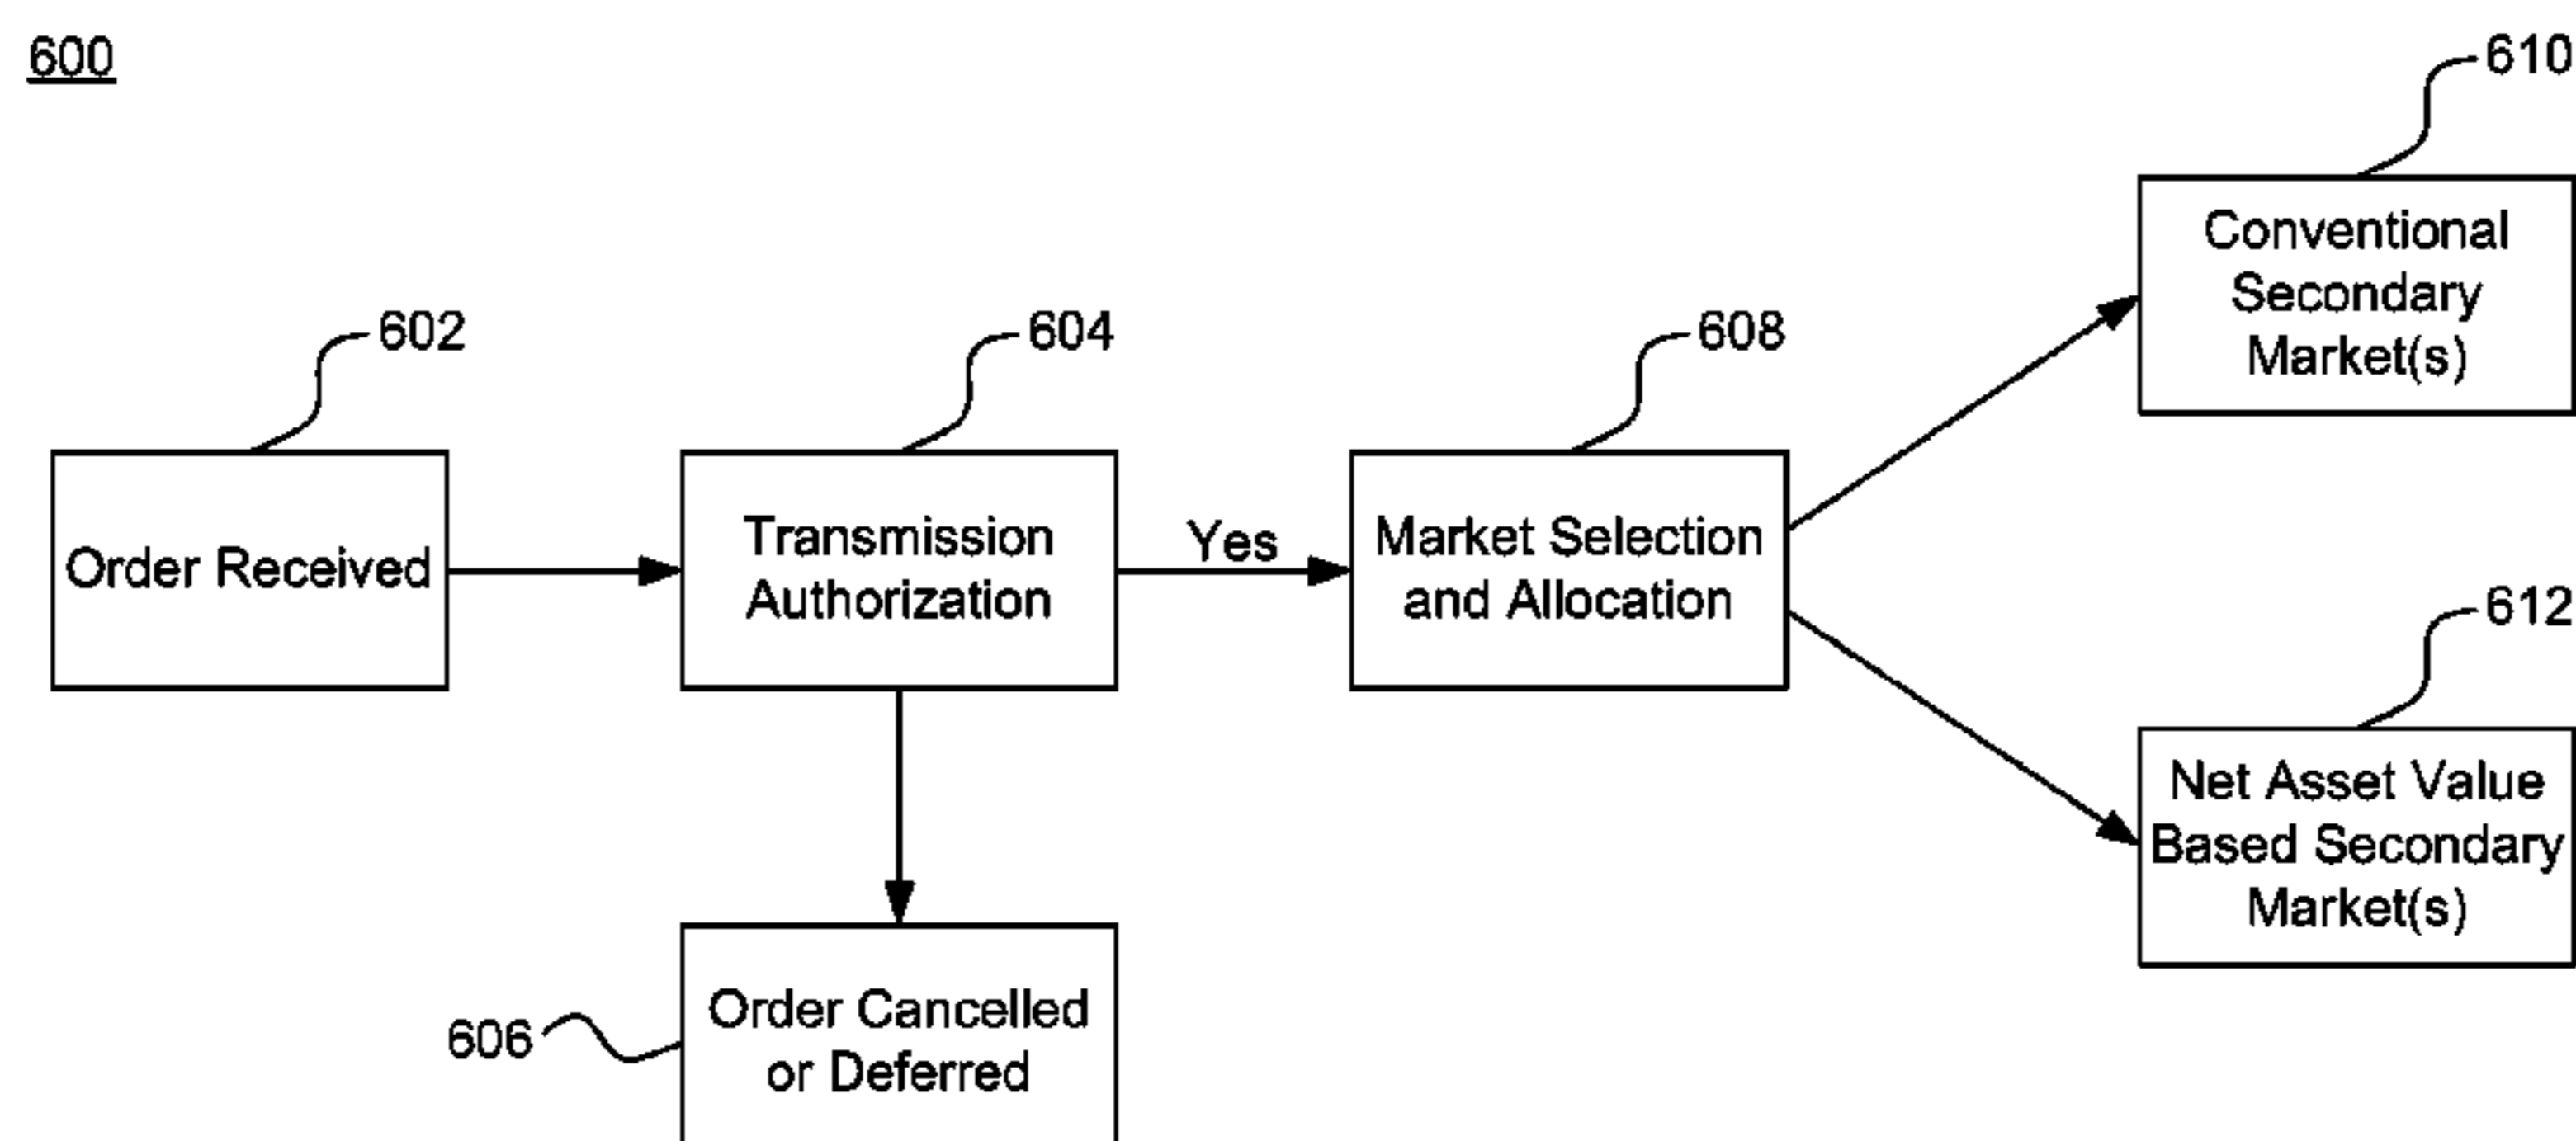 600
610
Conventional
Secondary
Market(s)
602
604
608
Order Received
Transmission
Authorization
Yes
Market Selection
and Allocation
612
Net Asset Value
Based Secondary
Market(s)
606
Order Cancelled
or Deferred